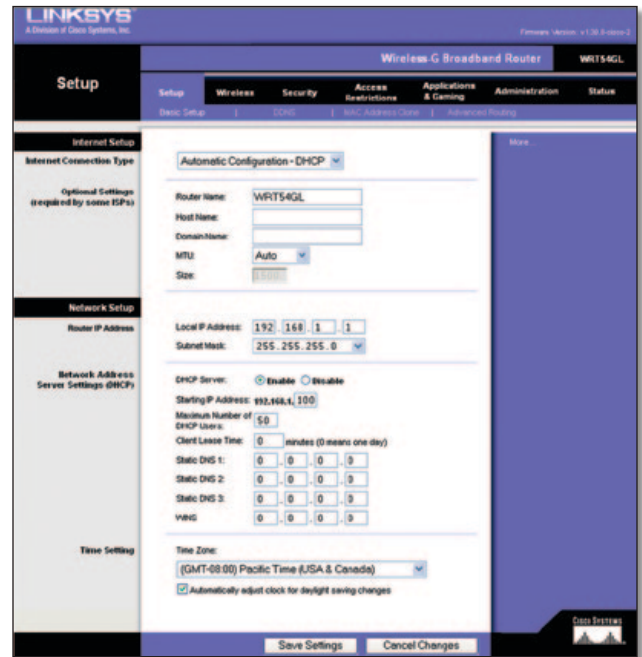 LINKSYS
A Division of Cisco Systems, Inc.
Firmware Version:
Wireless-G Broadband Router
WRT54GL
Setup
Setup
Wireless
Security
Access Restrictions
Applications & Gaming
Administration
Status
Basic Setup | DDNS | MAC Address Clone | Advanced Routing
Internet Setup
More...
Internet Connection Type
Automatic Configuration - DHCP
Optional Settings
(required by some ISPs)
Router Name: WRT54GL
Host Name:
Domain Name:
MTU: Auto
Size: 1500
Network Setup
Router IP Address
Local IP Address: 192 . 168 . 1 . 1
Subnet Mask: 255.255.255.0
Network Address
Server Settings (DHCP)
DHCP Server: Enable Disable
Starting IP Address: 192.168.1. 100
Maximum Number of
DHCP Users: 50
Client Lease Time: 0 minutes (0 means one day)
Static DNS 1: 0 . 0 . 0 . 0
Static DNS 2: 0 . 0 . 0 . 0
Static DNS 3: 0 . 0 . 0 . 0
WINS 0 . 0 . 0 . 0
Time Setting
Time Zone:
(GMT-08:00) Pacific Time (USA & Canada)
Automatically adjust clock for daylight saving changes
Save Settings
Cancel Changes
Cisco Systems